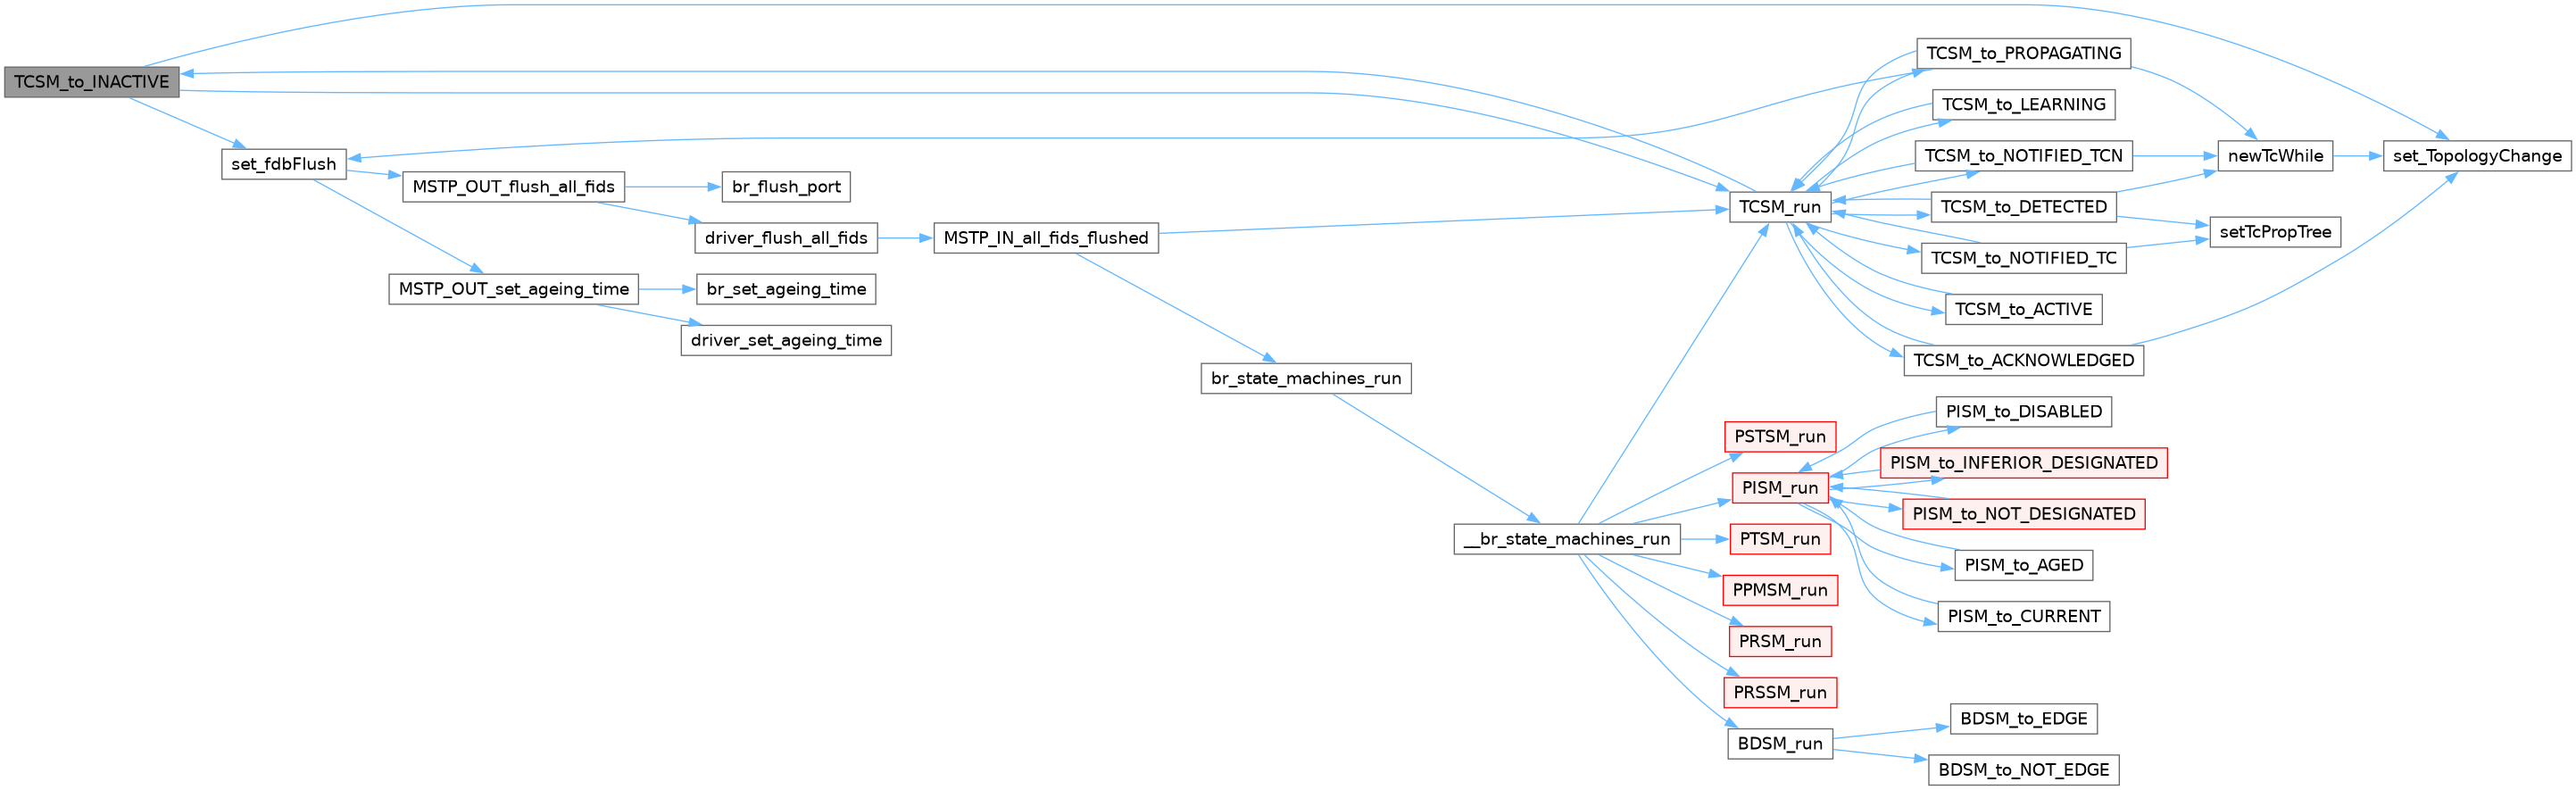 TCSM_to_INACTIVE
set_fdbFlush
MSTP_OUT_flush_all_fids
MSTP_OUT_set_ageing_time
br_flush_port
driver_flush_all_fids
br_set_ageing_time
driver_set_ageing_time
MSTP_IN_all_fids_flushed
br_state_machines_run
__br_state_machines_run
TCSM_run
PSTSM_run
PISM_run
PTSM_run
PPMSM_run
PRSM_run
PRSSM_run
BDSM_run
TCSM_to_PROPAGATING
TCSM_to_LEARNING
TCSM_to_NOTIFIED_TCN
TCSM_to_DETECTED
TCSM_to_NOTIFIED_TC
TCSM_to_ACTIVE
TCSM_to_ACKNOWLEDGED
PISM_to_DISABLED
PISM_to_INFERIOR_DESIGNATED
PISM_to_NOT_DESIGNATED
PISM_to_AGED
PISM_to_CURRENT
BDSM_to_EDGE
BDSM_to_NOT_EDGE
newTcWhile
setTcPropTree
set_TopologyChange